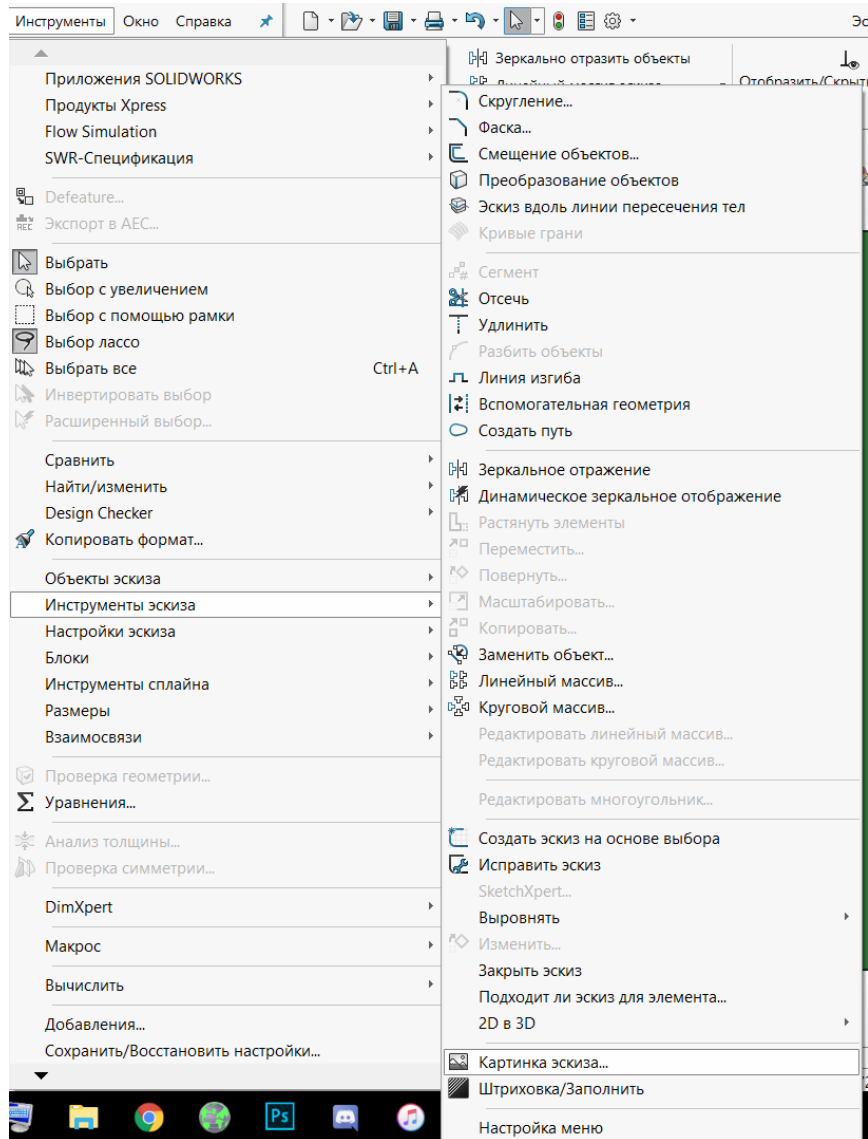 Инструменты Окно Справка
Эс
Зеркально отразить объекты
Отобразить/Скрыт
Приложения SOLIDWORKS
Продукты Xpress
Flow Simulation
SWR-Спецификация
Defeature...
Экспорт в AEC...
Выбрать
Выбор с увеличением
Выбор с помощью рамки
Выбор лассо
Выбрать все Ctrl+A
Инвертировать выбор
Расширенный выбор...
Сравнить
Найти/изменить
Design Checker
Копировать формат...
Объекты эскиза
Инструменты эскиза
Настройки эскиза
Блоки
Инструменты сплайна
Размеры
Взаимосвязи
Проверка геометрии...
Уравнения...
Анализ толщины...
Проверка симметрии...
DimXpert
Макрос
Вычислить
Добавления...
Сохранить/Восстановить настройки...
Скругление...
Фаска...
Смещение объектов...
Преобразование объектов
Эскиз вдоль линии пересечения тел
Кривые грани
Сегмент
Отсечь
Удлинить
Разбить объекты
Линия изгиба
Вспомогательная геометрия
Создать путь
Зеркальное отражение
Динамическое зеркальное отображение
Растянуть элементы
Переместить...
Повернуть...
Масштабировать...
Копировать...
Заменить объект...
Линейный массив...
Круговой массив...
Редактировать линейный массив...
Редактировать круговой массив...
Редактировать многоугольник...
Создать эскиз на основе выбора
Исправить эскиз
SketchXpert...
Выровнять
Изменить...
Закрыть эскиз
Подходит ли эскиз для элемента...
2D в 3D
Картинка эскиза...
Штриховка/Заполнить
Настройка меню
Ps